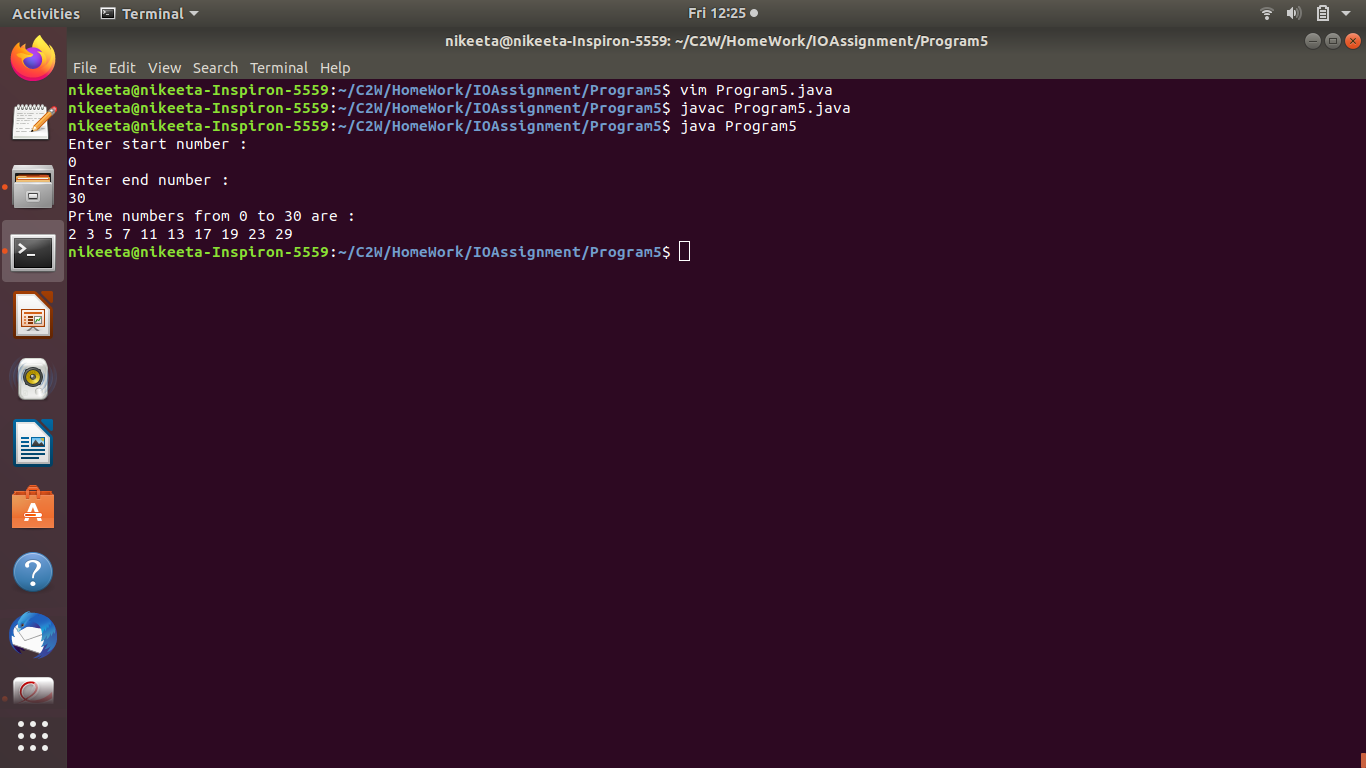 Activities Terminal Fri 12:25
nikeeta@nikeeta-Inspiron-5559: ~/C2W/HomeWork/IOAssignment/Program5
File Edit View Search Terminal Help
nikeeta@nikeeta-Inspiron-5559:~/C2W/HomeWork/IOAssignment/Program5$ vim Program5.java
nikeeta@nikeeta-Inspiron-5559:~/C2W/HomeWork/IOAssignment/Program5$ javac Program5.java
nikeeta@nikeeta-Inspiron-5559:~/C2W/HomeWork/IOAssignment/Program5$ java Program5
Enter start number :
0
Enter end number :
30
Prime numbers from 0 to 30 are :
2 3 5 7 11 13 17 19 23 29
nikeeta@nikeeta-Inspiron-5559:~/C2W/HomeWork/IOAssignment/Program5$